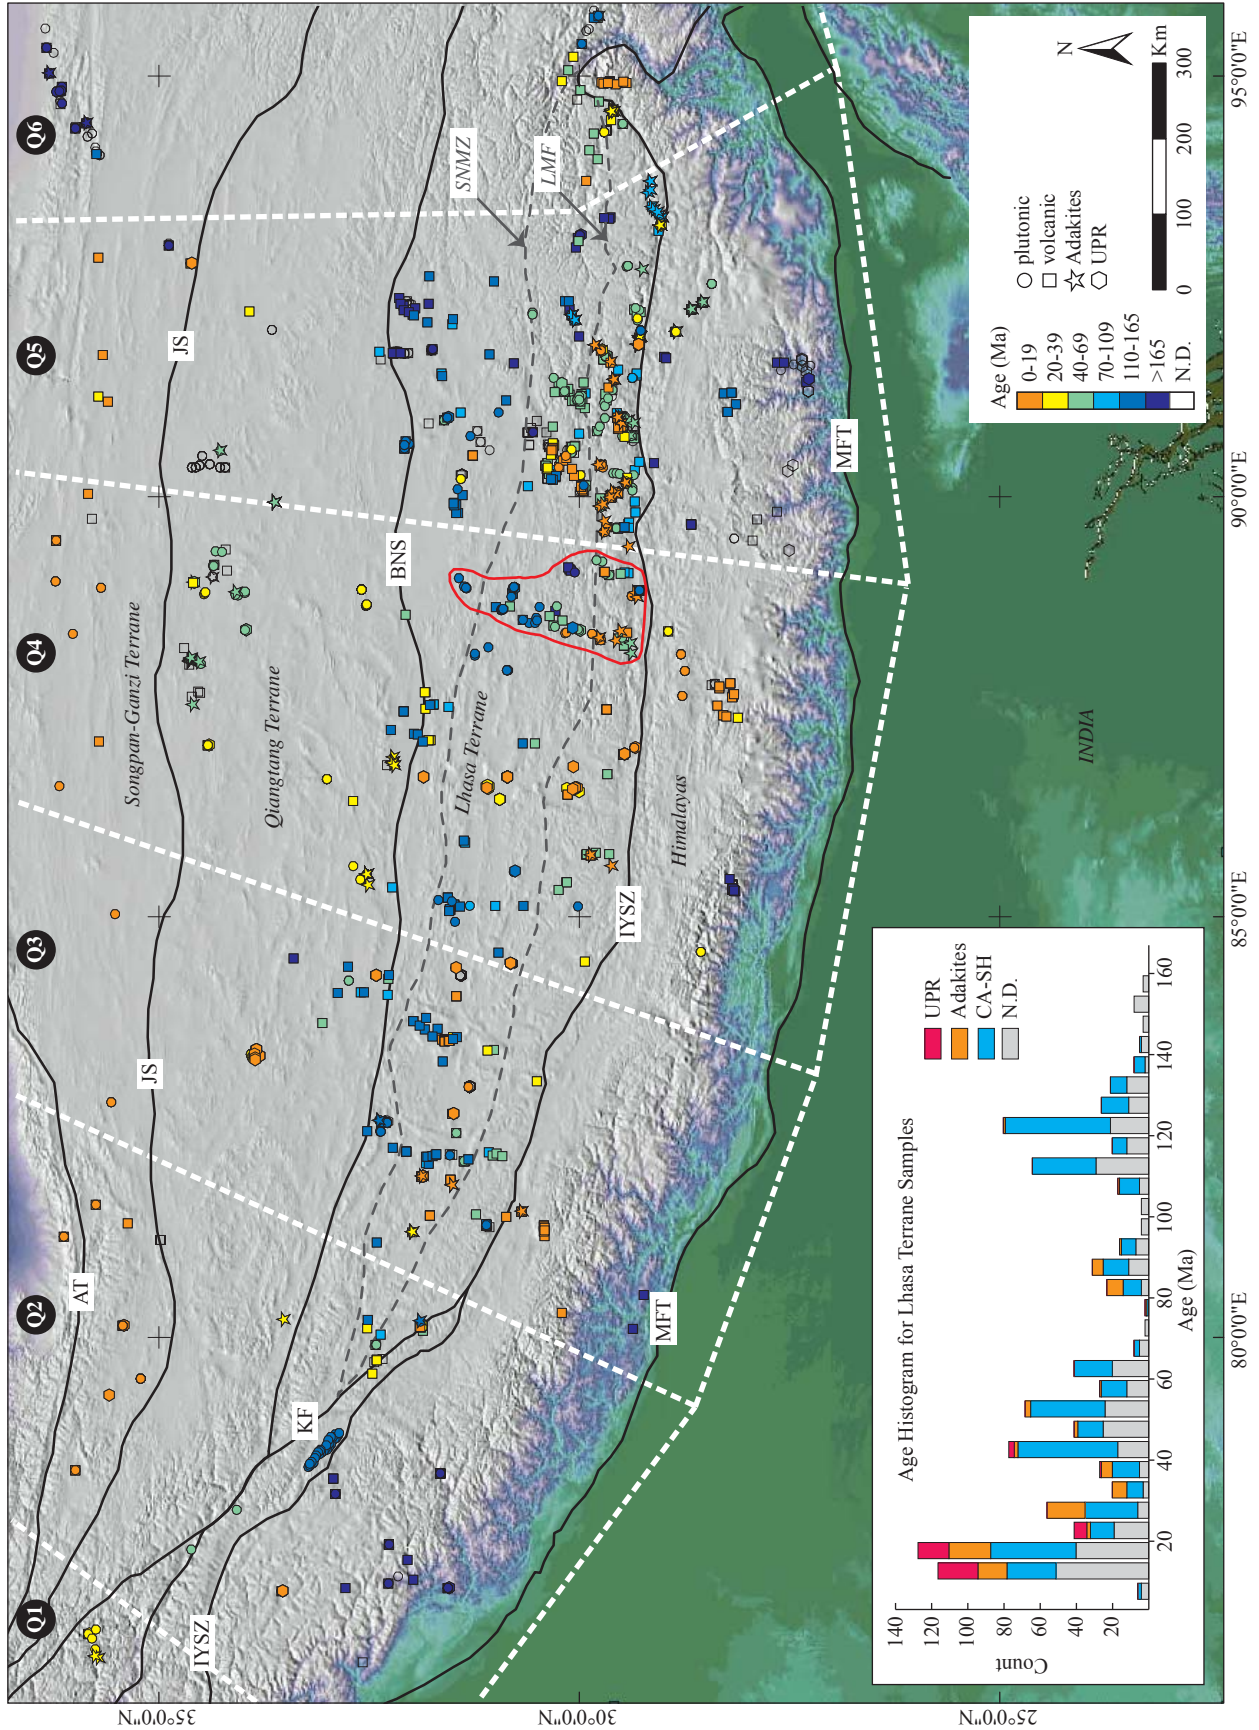 Q1
Q2
Q3
Q4
Q5
Q6
AT
JS
JS
Songpan-Ganzi Terrane
Qiangtang Terrane
BNS
Lhasa Terrane
SNMZ
LMF
KF
IYSZ
IYSZ
Himalayas
MFT
MFT
INDIA
35°0'0"N
30°0'0"N
25°0'0"N
80°0'0"E
85°0'0"E
90°0'0"E
95°0'0"E
Age (Ma)
0-19
20-39
40-69
70-109
110-165
>165
N.D.
plutonic
volcanic
Adakites
UPR
N
0 100 200 300 Km
Age Histogram for Lhasa Terrane Samples
UPR
Adakites
CA-SH
N.D.
Count
140
120
100
80
60
40
20
20 40 60 80 100 120 140 160
Age (Ma)